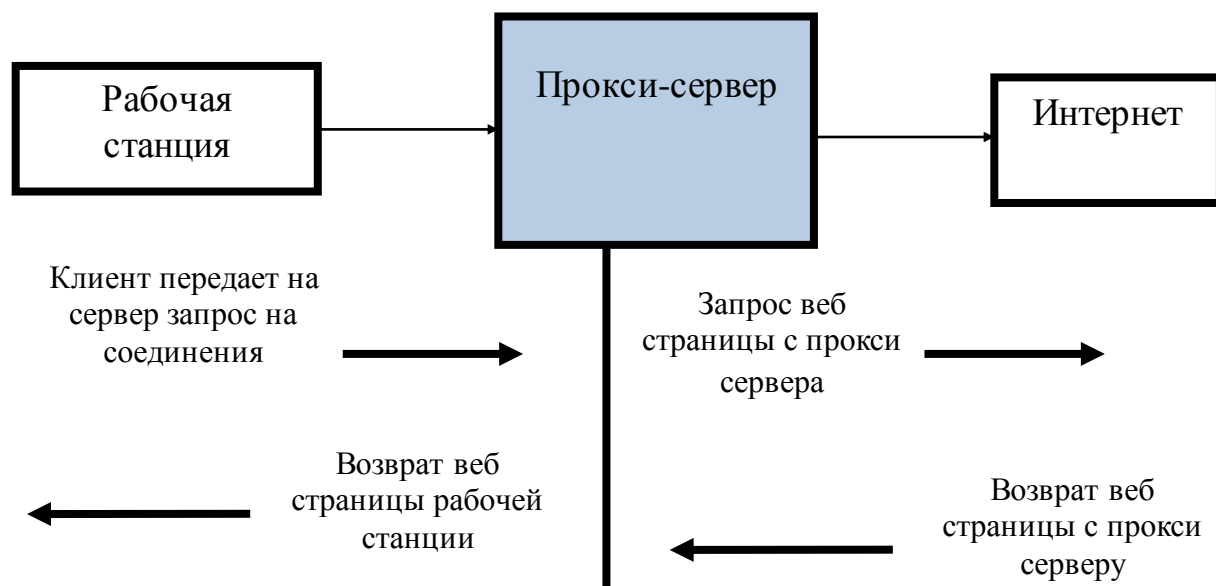 Рабочая
станция
Прокси-сервер
Интернет
Клиент передает на
сервер запрос на
соединения
Запрос веб
страницы с прокси
сервера
Возврат веб
страницы рабочей
станции
Возврат веб
страницы с прокси
серверу